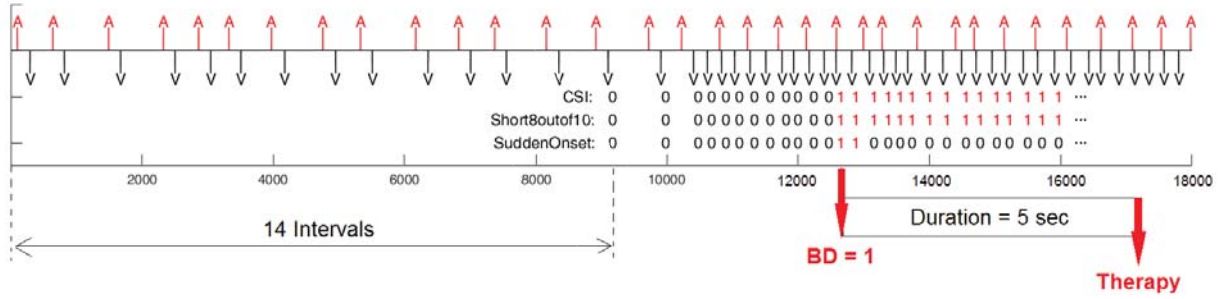 A A A A A A A A A A A A A A A A A A A A A A A A A A A A A A A A A
CSI: 0 0 0 0 0 0 0 0 0 0 0 0 1 1 1 1 1 1 1 1 1 1 1 1 1 1 1 ...
Short8outof10: 0 0 0 0 0 0 0 0 0 0 0 0 1 1 1 1 1 1 1 1 1 1 1 1 1 1 1 ...
SuddenOnset: 0 0 0 0 0 0 0 0 0 0 0 0 1 1 0 0 0 0 0 0 0 0 0 0 0 0 0 ...
2000 4000 6000 8000 10000 12000 14000 16000 18000
14 Intervals
Duration = 5 sec
BD = 1
Therapy